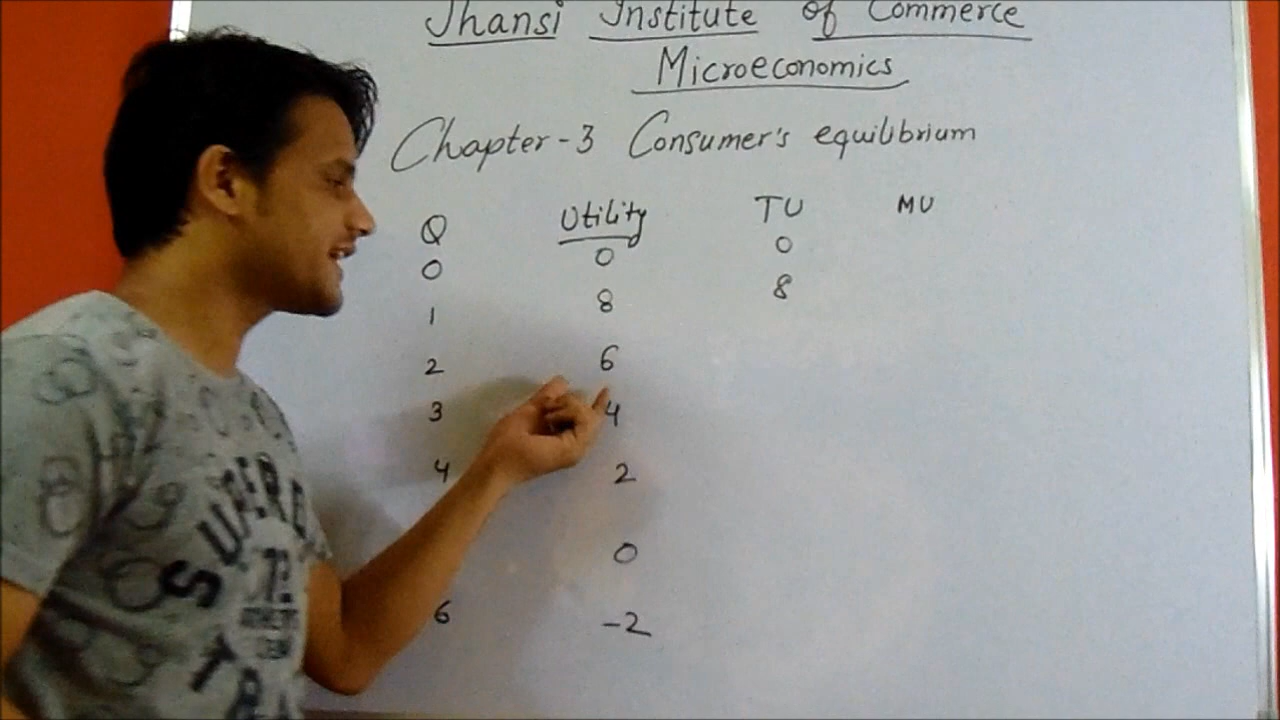 Jhansi Institute of Commerce
Microeconomics
Chapter-3 Consumer's equilibrium
Q Utility TU MU
0 0 0
1 8 8
2 6
3 4
4 2
0
6 -2
SUPER